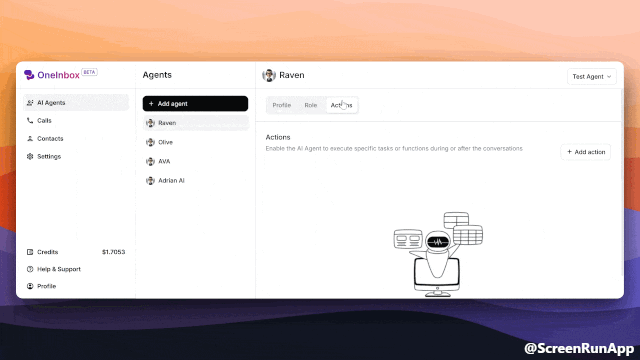 OneInbox BETA
AI Agents
Calls
Contacts
Settings
Credits $1.7053
Help & Support
Profile
Agents
+ Add agent
Raven
Olive
AVA
Adrian AI
Raven
Test Agent
Profile Role Actions
Actions
Enable the AI Agent to execute specific tasks or functions during or after the conversations
+ Add action
@ScreenRunApp